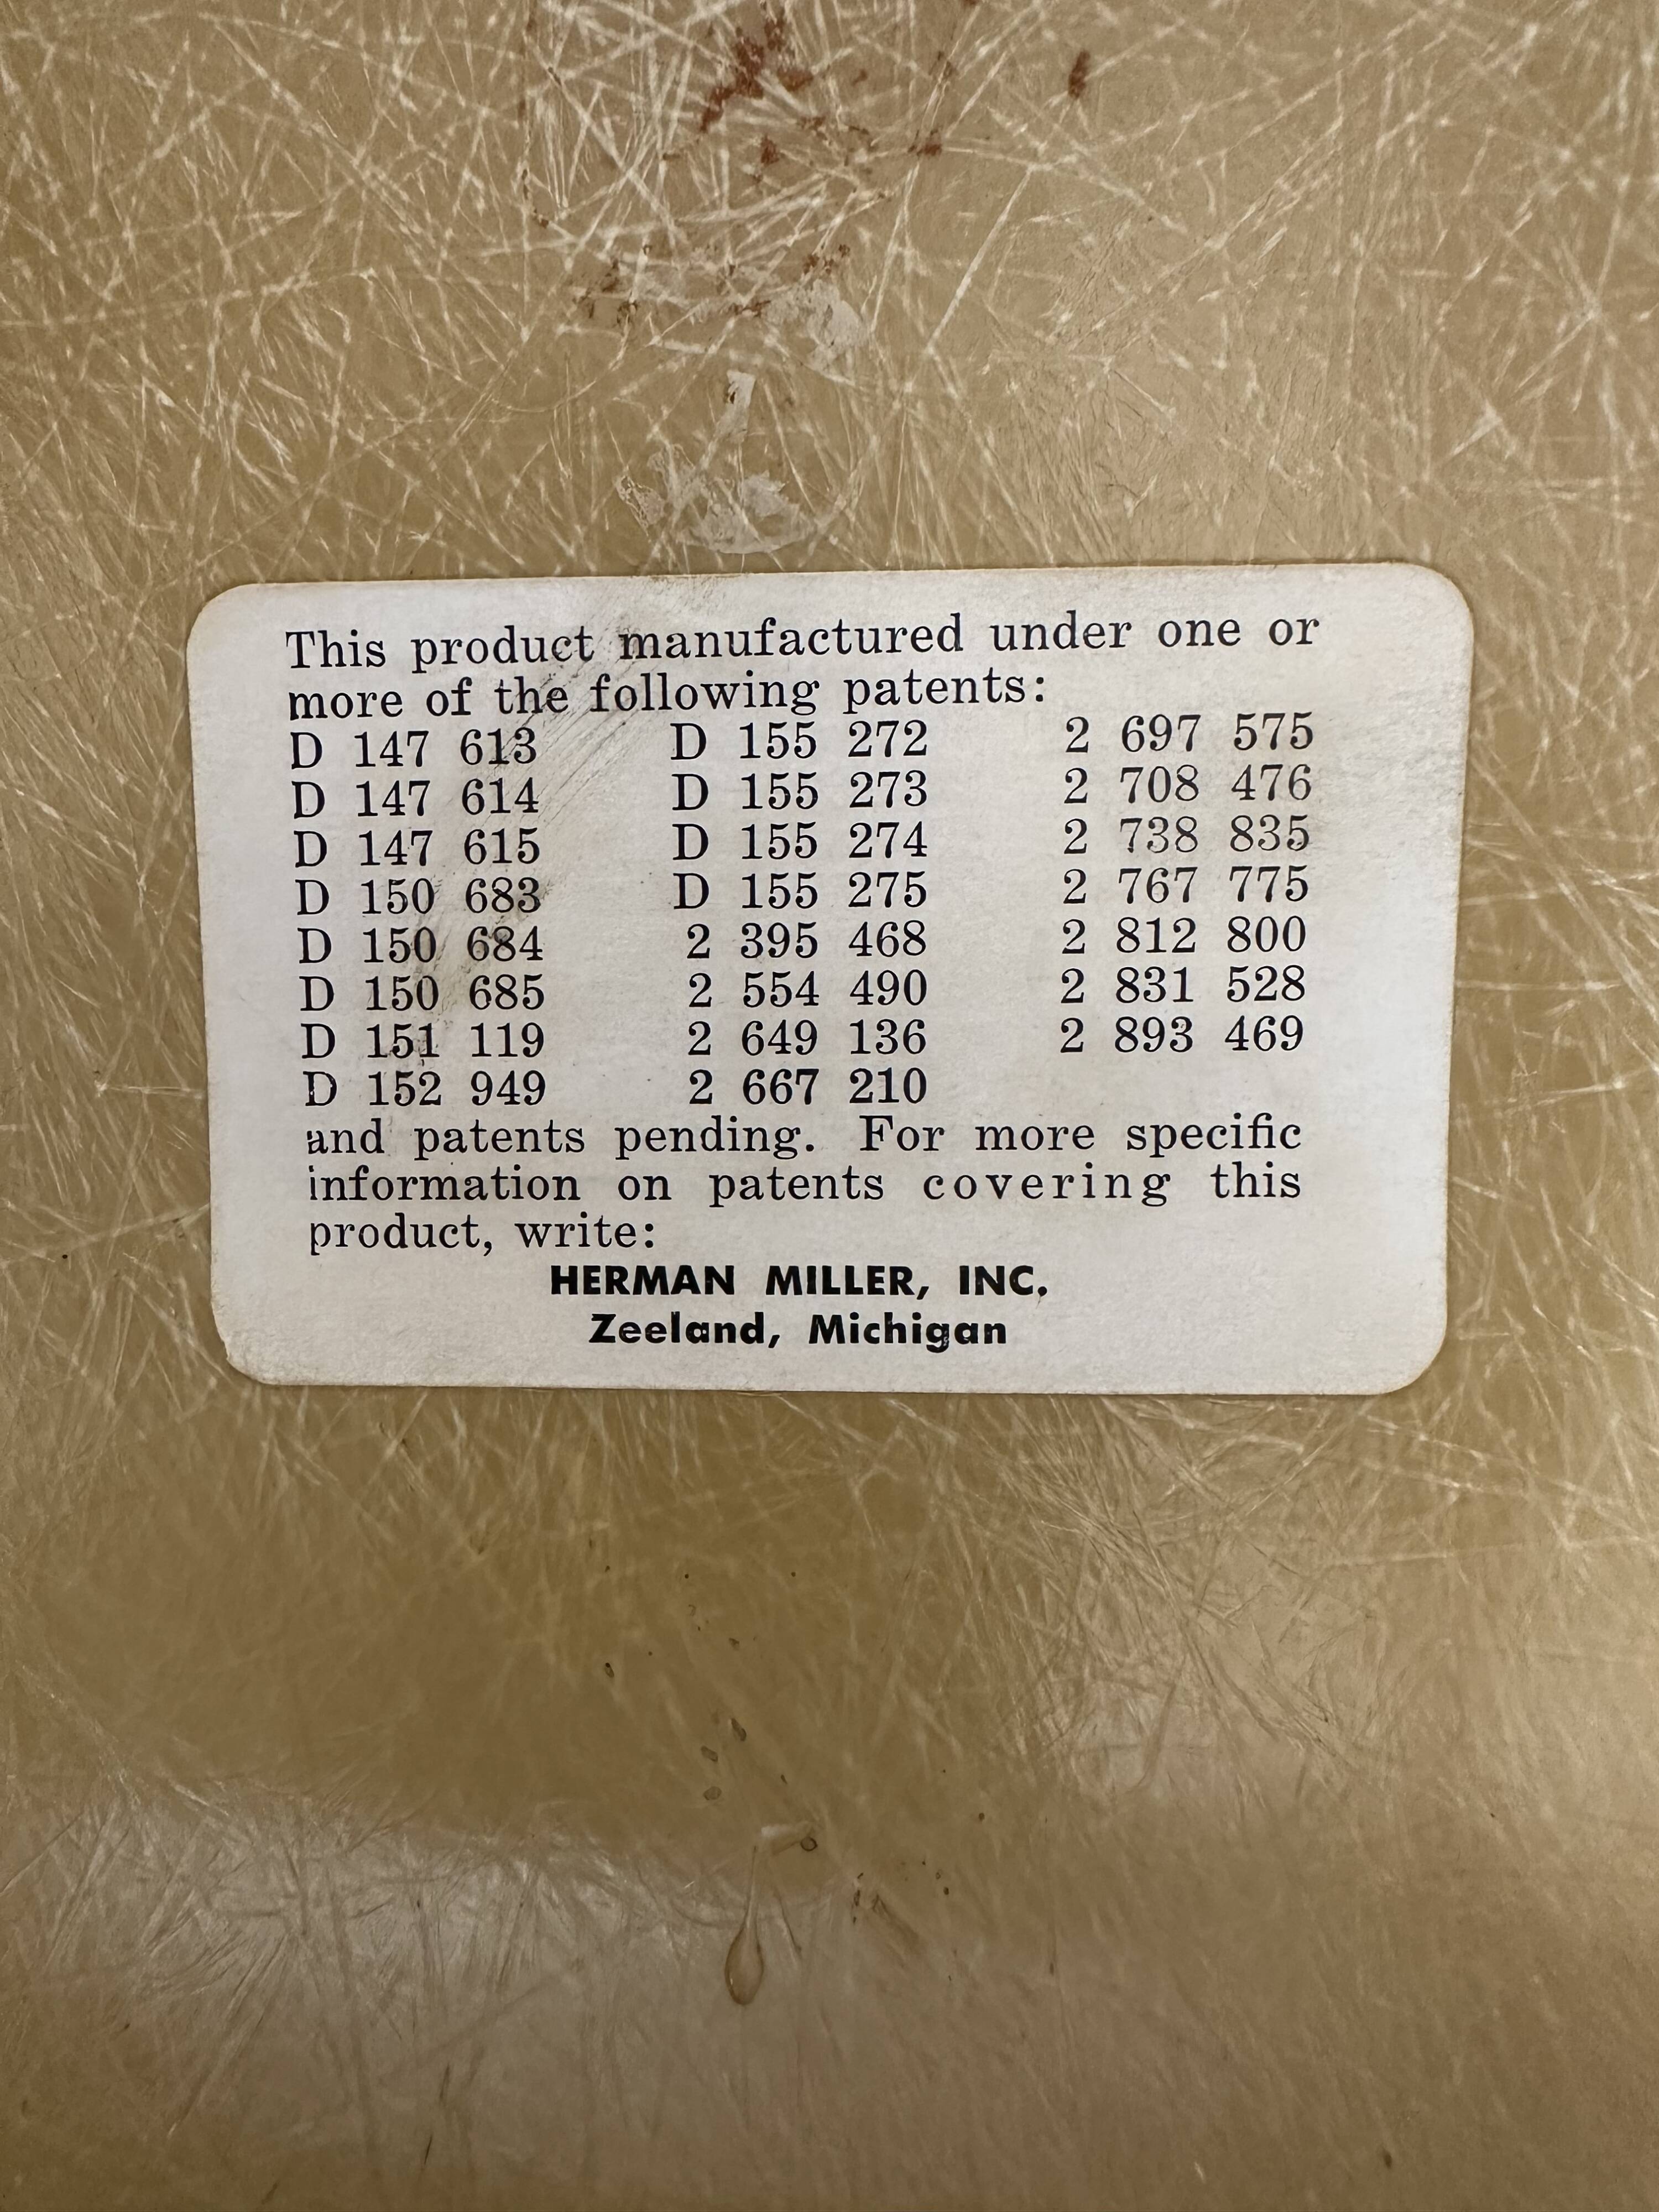 This product manufactured under one or
more of the following patents:
D 147 613 D 155 272 2 697 575
D 147 614 D 155 273 2 708 476
D 147 615 D 155 274 2 738 835
D 150 683 D 155 275 2 767 775
D 150 684 2 395 468 2 812 800
D 150 685 2 554 490 2 831 528
D 151 119 2 649 136 2 893 469
D 152 949 2 667 210
and patents pending. For more specific
information on patents covering this
product, write:
HERMAN MILLER, INC.
Zeeland, Michigan